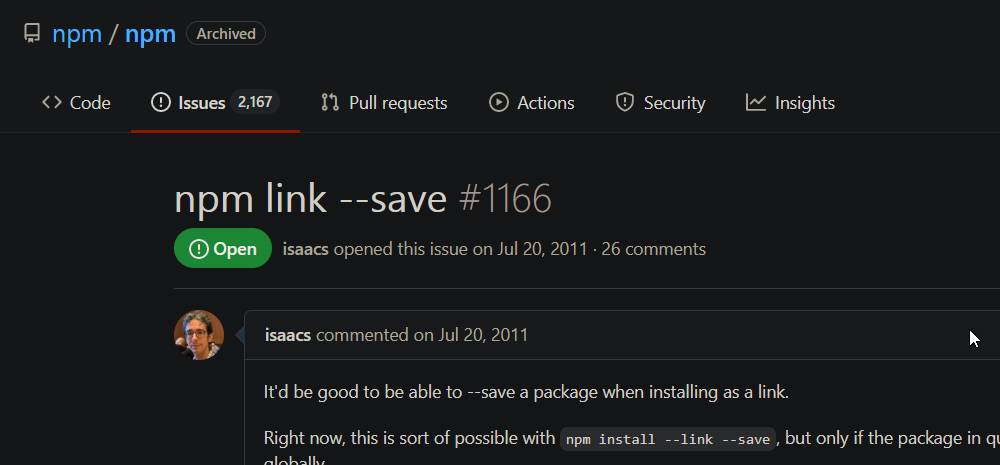 npm / npm Archived
Code Issues 2,167 Pull requests Actions Security Insights
npm link --save #1166
Open isaacs opened this issue on Jul 20, 2011 · 26 comments
isaacs commented on Jul 20, 2011
It'd be good to be able to --save a package when installing as a link.
Right now, this is sort of possible with npm install --link --save, but only if the package in
globally